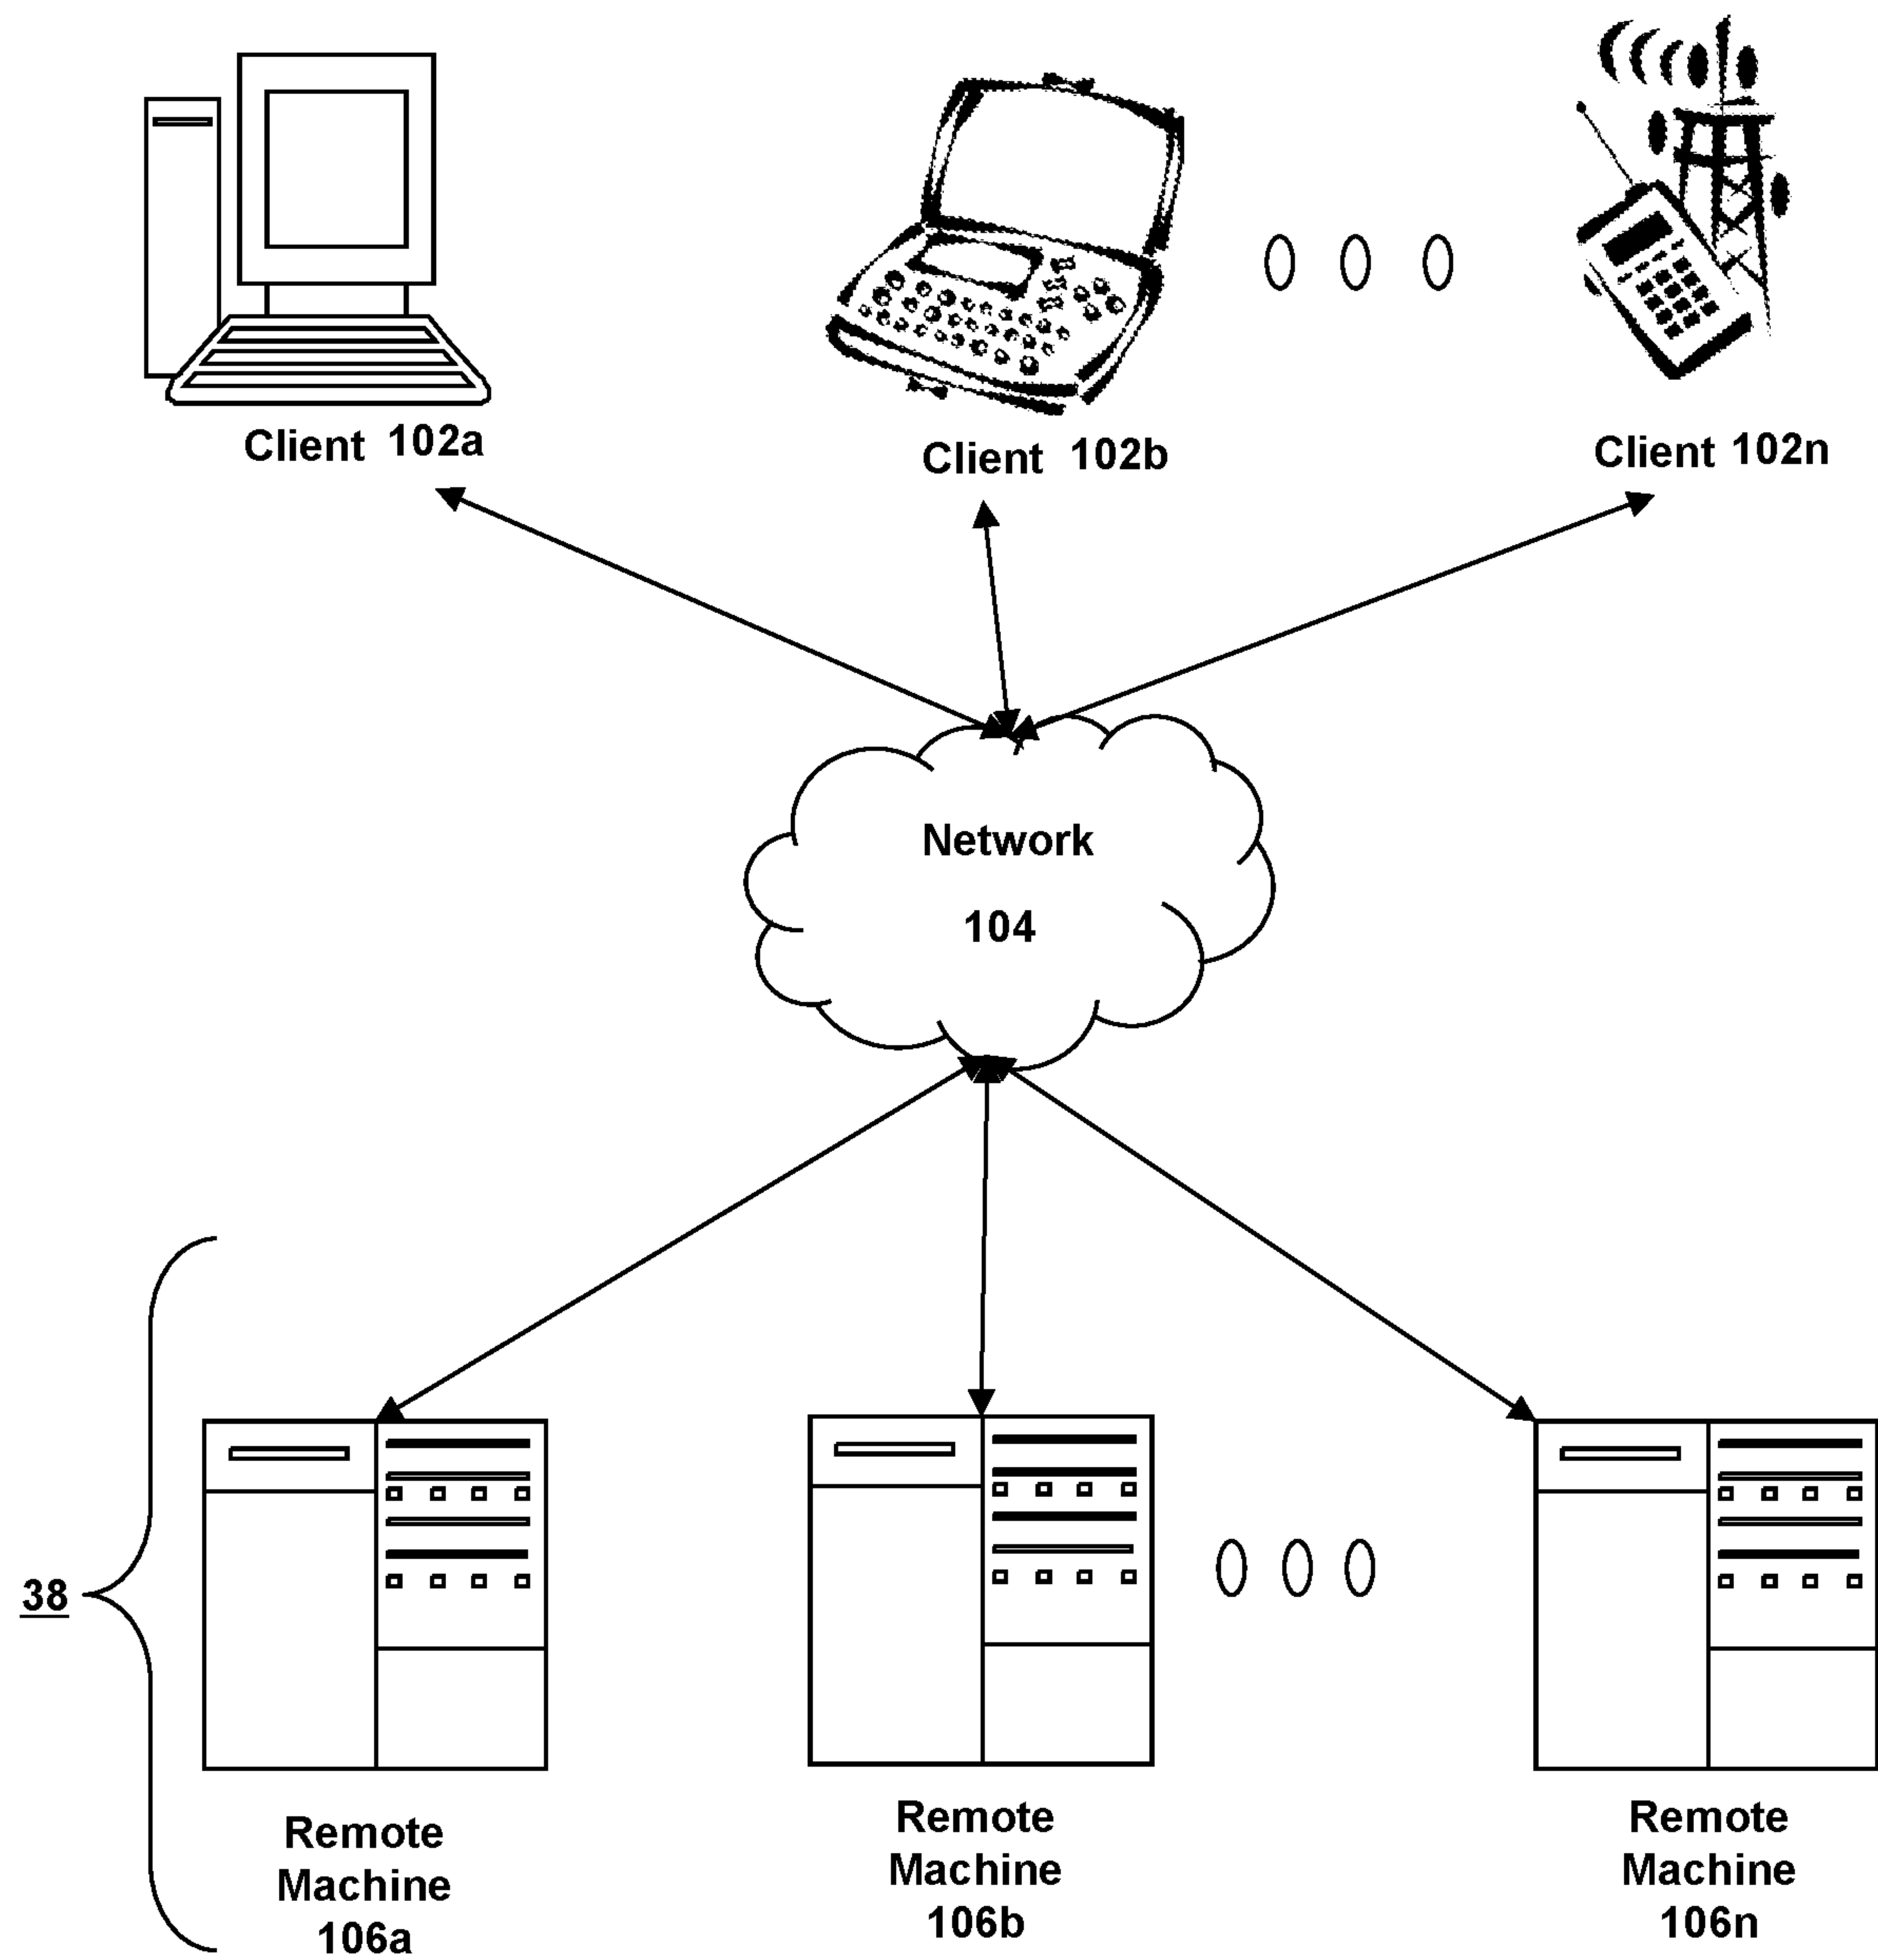 Client 102a
Client 102b
Client 102n
Network
104
38
Remote
Machine
106a
Remote
Machine
106b
Remote
Machine
106n